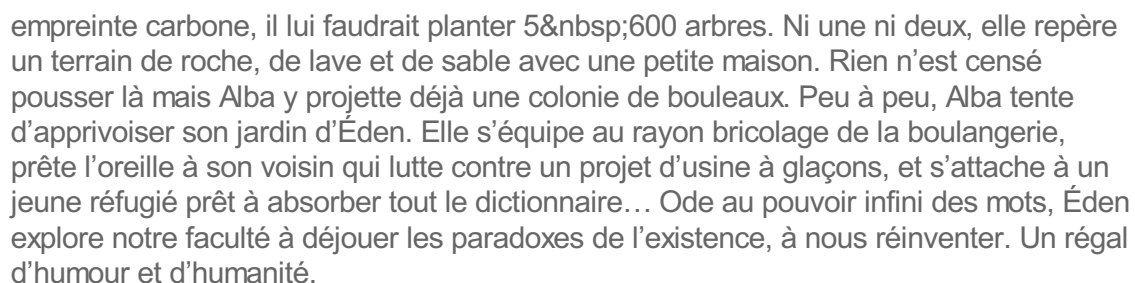 empreinte carbone, il lui faudrait planter 5&nbsp;600 arbres. Ni une ni deux, elle repère
un terrain de roche, de lave et de sable avec une petite maison. Rien n’est censé
pousser là mais Alba y projette déjà une colonie de bouleaux. Peu à peu, Alba tente
d’apprivoiser son jardin d’Éden. Elle s’équipe au rayon bricolage de la boulangerie,
prête l’oreille à son voisin qui lutte contre un projet d’usine à glaçons, et s’attache à un
jeune réfugié prêt à absorber tout le dictionnaire… Ode au pouvoir infini des mots, Éden
explore notre faculté à déjouer les paradoxes de l’existence, à nous réinventer. Un régal
d’humour et d’humanité.